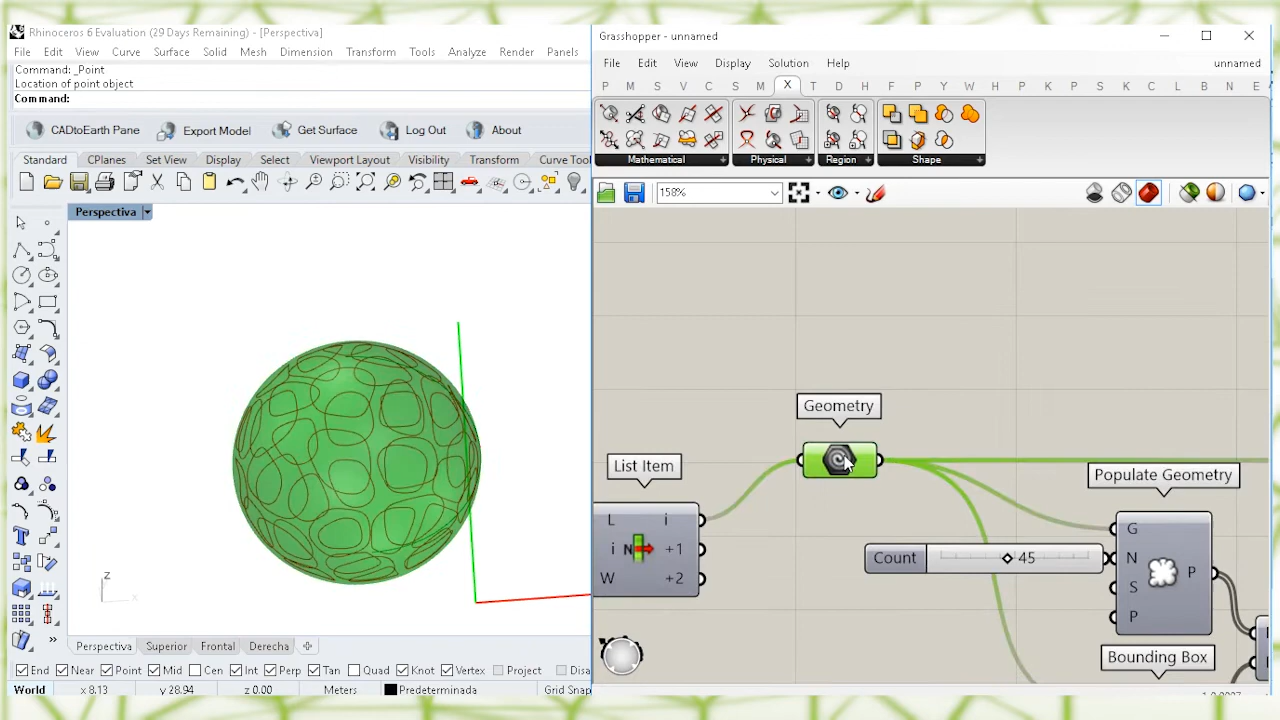 Rhinoceros 6 Evaluation (29 Days Remaining) - [Perspectiva]
File Edit View Curve Surface Solid Mesh Dimension Transform Tools Analyze Render Panels
Command: _Point
Location of point object
Command:
CADtoEarth Pane Export Model Get Surface Log Out About
Standard CPlanes Set View Display Select Viewport Layout Visibility Transform Curve Tool
Perspectiva
z
x
Perspectiva Superior Frontal Derecha
End Near Point Mid Cen Int Perp Tan Quad Knot Vertex Project Disa
World x 8.13 y 28.94 z 0.00 Meters Predeterminada Grid Snap
Grasshopper - unnamed
File Edit View Display Solution Help unnamed
P M S V C S M X T D H F P Y W H S K C L B N E
Mathematical Physical Region Shape
158%
Geometry
List Item
L i
i N +1
W +2
Populate Geometry
Count 45
G
N
S
P
P
Bounding Box